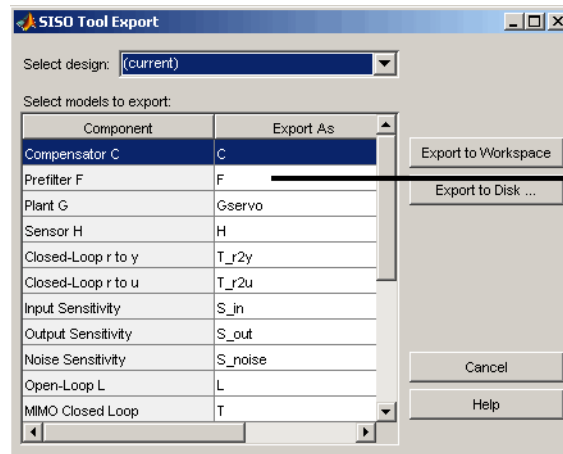 SISO Tool Export
Select design: (current)
Select models to export:
Component Export As
Compensator C C Export to Workspace
Prefilter F F
Export to Disk ...
Plant G Gservo
Sensor H H
Closed-Loop r to y T_r2y
Closed-Loop r to u T_r2u
Input Sensitivity S_in
Output Sensitivity S_out
Noise Sensitivity S_noise
Cancel
Open-Loop L L
MIMO Closed Loop T Help